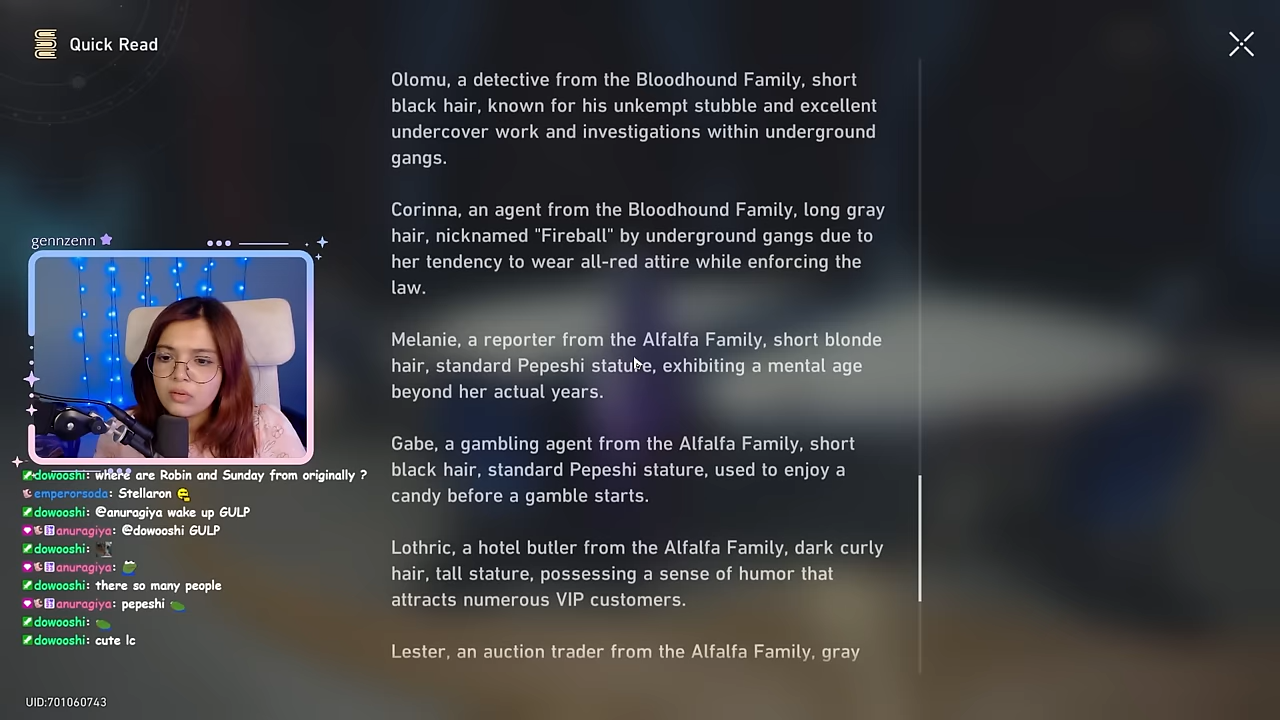 Quick Read
Olomu, a detective from the Bloodhound Family, short
black hair, known for his unkempt stubble and excellent
undercover work and investigations within underground
gangs.
Corinna, an agent from the Bloodhound Family, long gray
hair, nicknamed "Fireball" by underground gangs due to
her tendency to wear all-red attire while enforcing the
law.
Melanie, a reporter from the Alfalfa Family, short blonde
hair, standard Pepeshi stature, exhibiting a mental age
beyond her actual years.
Gabe, a gambling agent from the Alfalfa Family, short
black hair, standard Pepeshi stature, used to enjoy a
candy before a gamble starts.
Lothric, a hotel butler from the Alfalfa Family, dark curly
hair, tall stature, possessing a sense of humor that
attracts numerous VIP customers.
Lester, an auction trader from the Alfalfa Family, gray
gennzenn
dowooshi: where are Robin and Sunday from originally ?
emperorsoda: Stellaron
dowooshi: @anuragiya wake up GULP
anuragiya: @dowooshi GULP
dowooshi:
anuragiya:
dowooshi: there so many people
anuragiya: pepeshi
dowooshi:
dowooshi: cute lc
UID:701060743